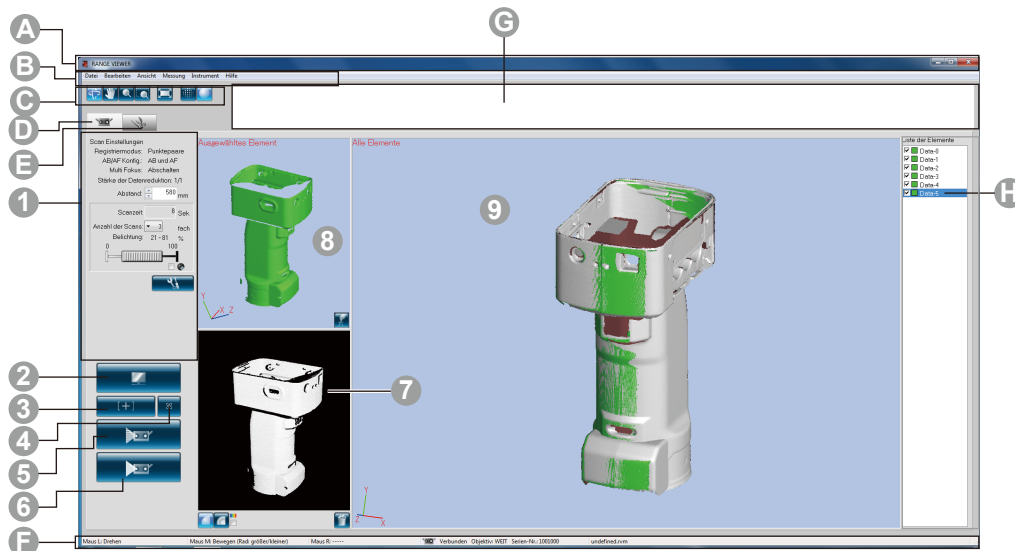 G
A
RANGE VIEWER
B
Datei Bearbeiten Ansicht Messung Instrument Hilfe
C
D
E
Scan Einstellungen
Registriermodus: Punktepaare
AB/AF Konfig.: AB und AF
Multi Fokus: Abschalten
Stärke der Datenreduktion: 1/1
Abstand: 580 mm
Scanzeit 8 Sek
Anzahl der Scans: 3 fach
Belichtung: 21-81 %
0 100
1
Ausgewähltes Element
8
Y
X Z
Alle Elemente
9
Liste der Elemente
Data-0
Data-1
Data-2
Data-3
Data-4
Data-5
H
2
3
4
5
6
7
Y
Z X
F
Maus L: Drehen Maus M: Bewegen (Rad: größer/kleiner) Maus R: ----- Verbunden Objektiv: WEIT Serien-Nr.: 1001000 undefined.rvm